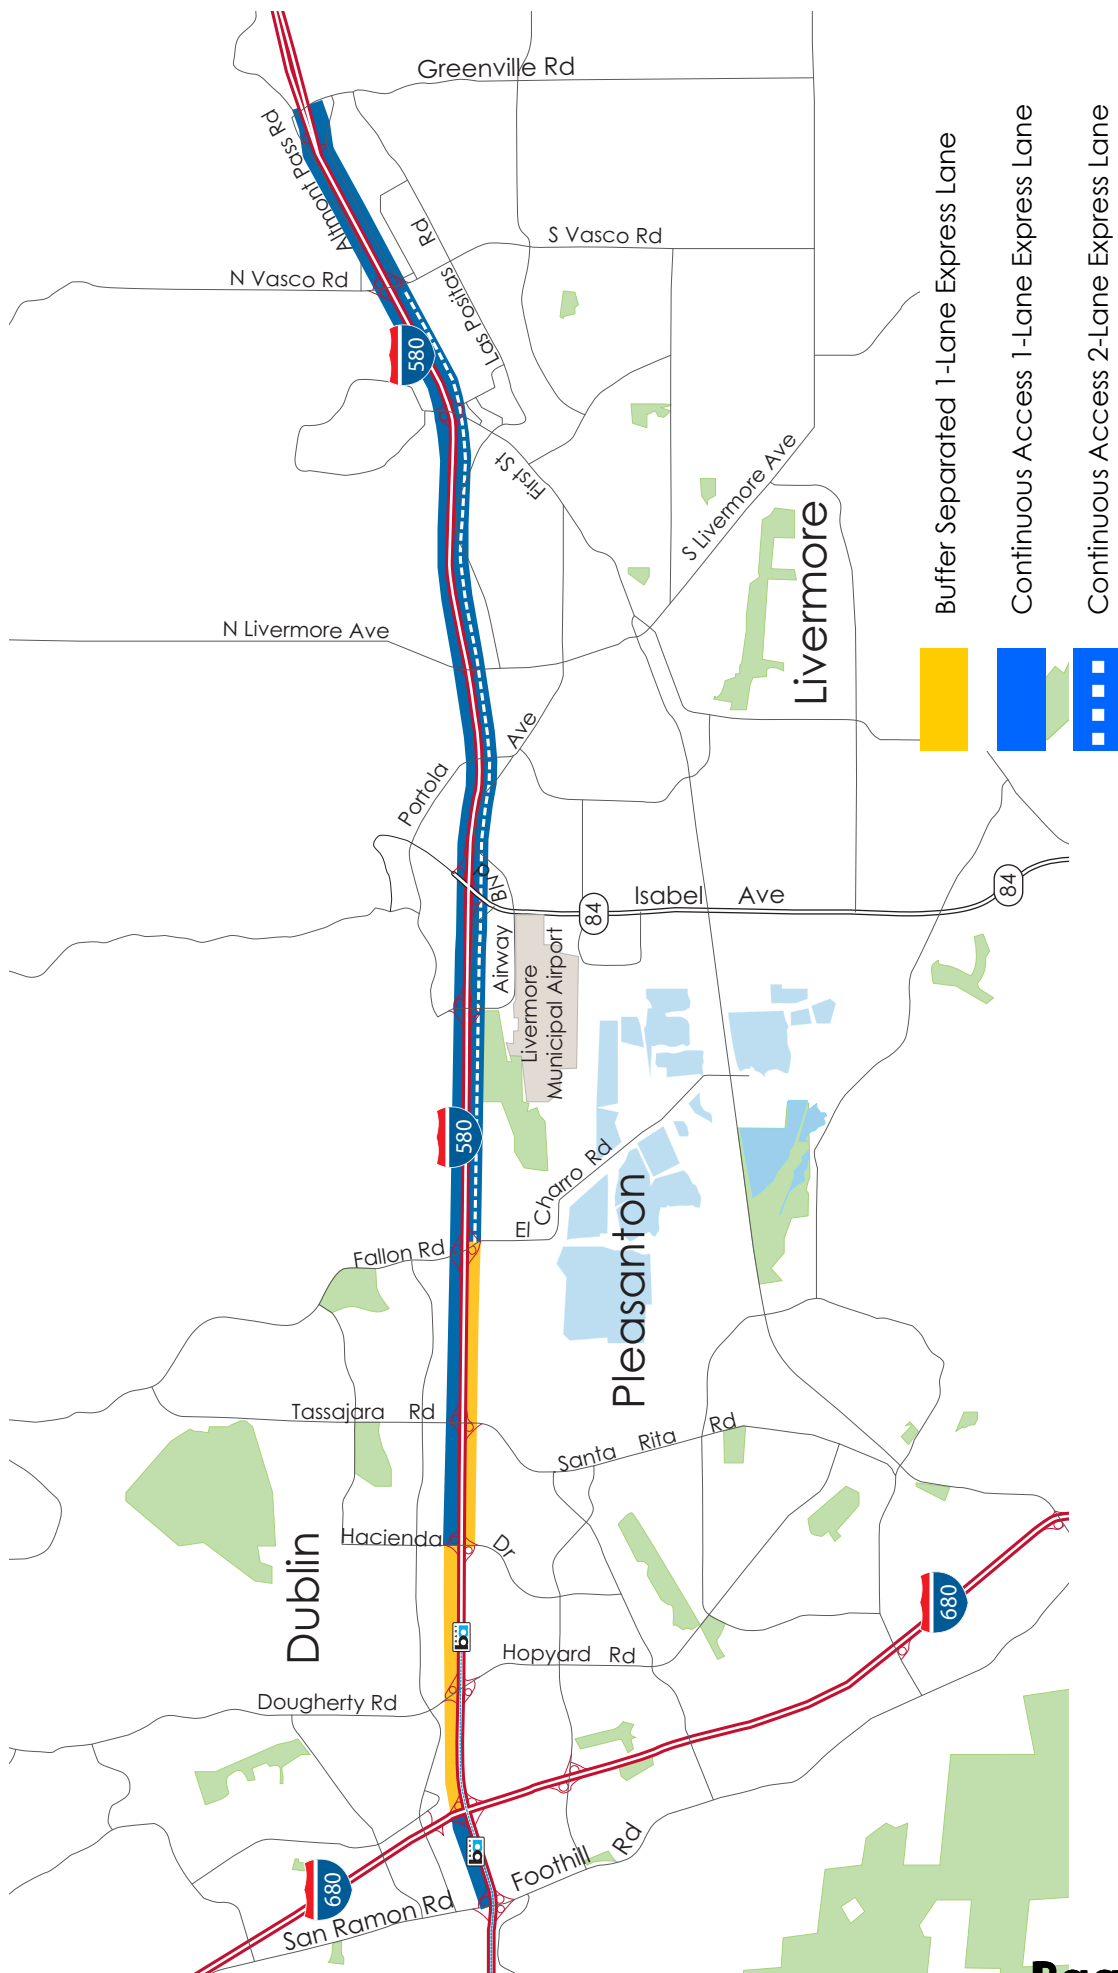 Greenville Rd
Altmont Pass Rd
N Vasco Rd
S Vasco Rd
Las Positas
Rd
580
First St
S Livermore Ave
N Livermore Ave
Livermore
Portola
Ave
Airway
Blvd
Isabel Ave
84
84
Livermore
Municipal Airport
580
El
Charro Rd
Fallon Rd
Pleasanton
Tassajara Rd
Santa Rita Rd
Hacienda
Dr
Dublin
Hopyard Rd
Dougherty Rd
680
680
San Ramon Rd
Foothill
Rd
ba
ba
Buffer Separated 1-Lane Express Lane
Continuous Access 1-Lane Express Lane
Continuous Access 2-Lane Express Lane